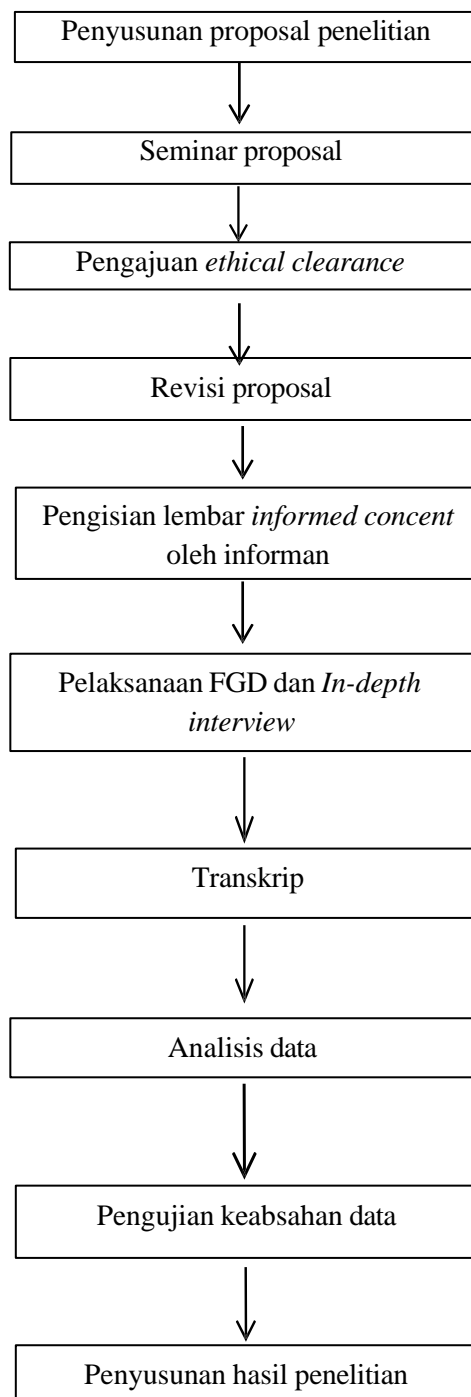 Penyusunan proposal penelitian
Seminar proposal
Pengajuan ethical clearance
Revisi proposal
Pengisian lembar informed concent
oleh informan
Pelaksanaan FGD dan In-depth
interview
Transkrip
Analisis data
Pengujian keabsahan data
Penyusunan hasil penelitian